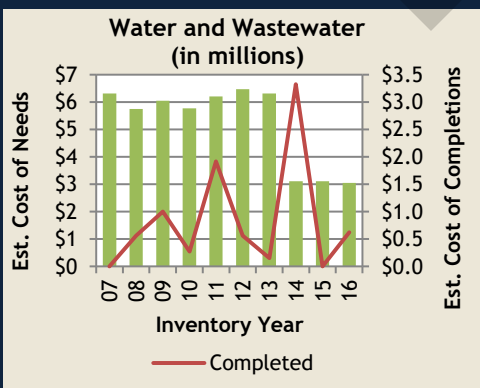 Water and Wastewater
(in millions)
Est. Cost of Needs
$7
$6
$5
$4
$3
$2
$1
$0
$3.5
$3.0
$2.5
$2.0
$1.5
$1.0
$0.5
$0.0
Est. Cost of Completions
07 08 09 10 11 12 13 14 15 16
Inventory Year
Completed